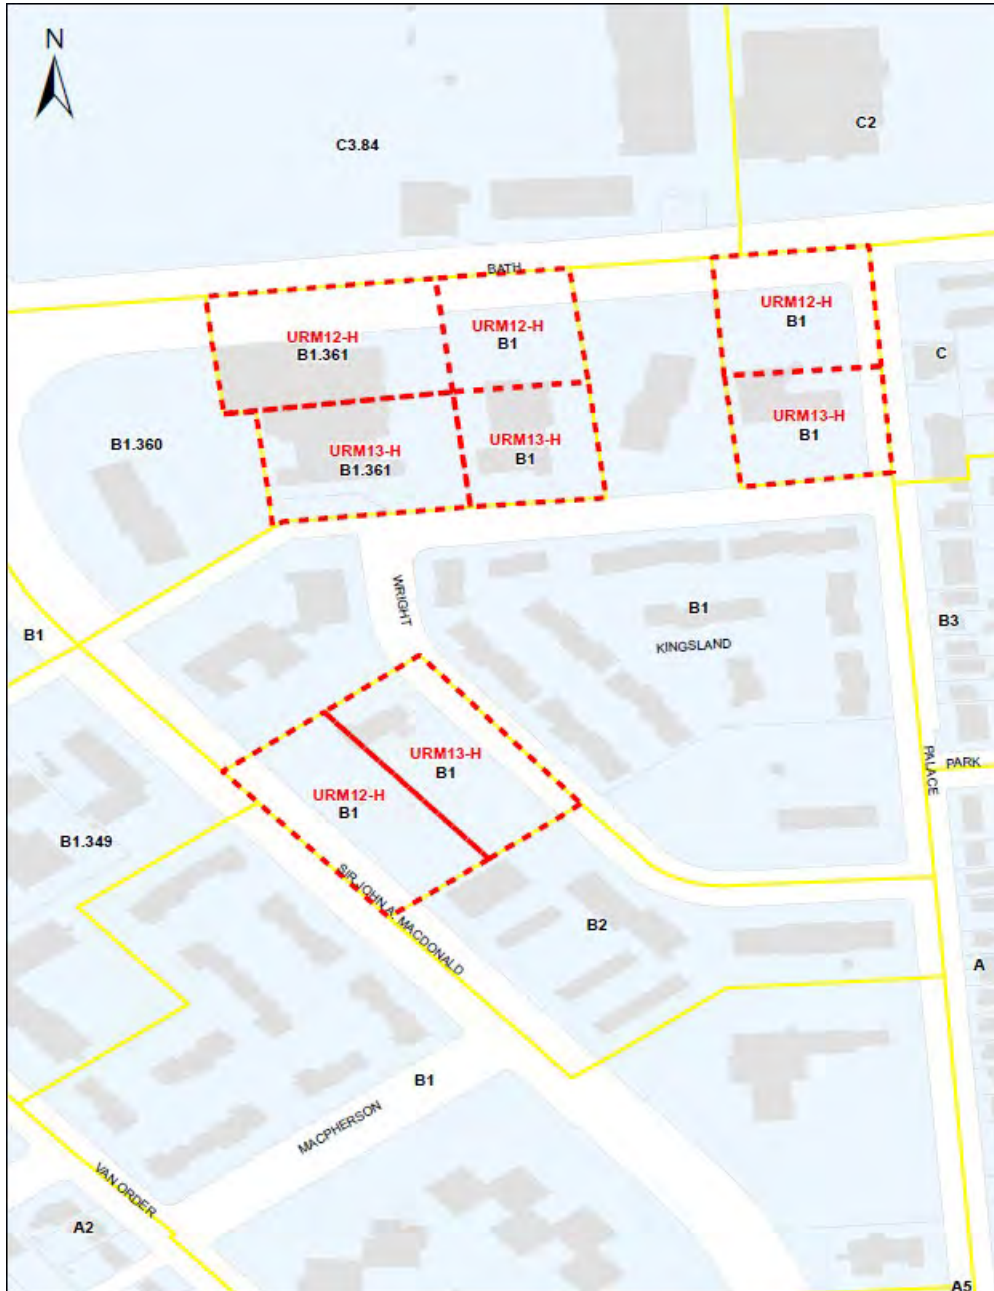 N
C2
C3.84
BATH
URM12-H
B1
URM12-H
B1
URM12-H
B1.361
C
URM13-H
B1
URM13-H
B1
URM13-H
B1.361
B1.360
WRIGHT
B1
KINGSLAND
B3
B1
URM13-H
B1
PALACE
PARK
URM12-H
B1
B1.349
SIR JOHN A. MACDONALD
B2
A
B1
MACPHERSON
VAN ORDER
A2
A5